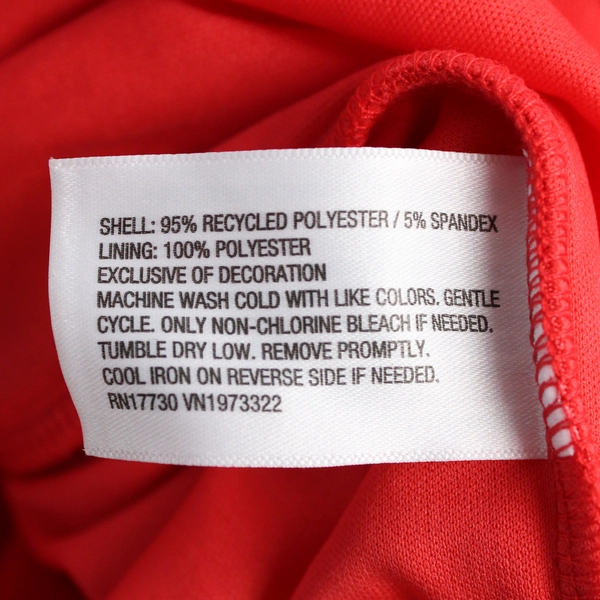 SHELL: 95% RECYCLED POLYESTER / 5% SPANDEX
LINING: 100% POLYESTER
EXCLUSIVE OF DECORATION
MACHINE WASH COLD WITH LIKE COLORS. GENTLE
CYCLE. ONLY NON-CHLORINE BLEACH IF NEEDED.
TUMBLE DRY LOW. REMOVE PROMPTLY.
COOL IRON ON REVERSE SIDE IF NEEDED.
RN17730 VN1973322